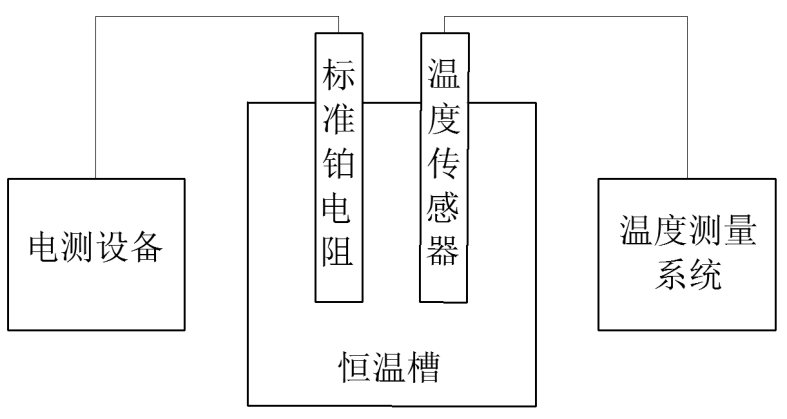 标准铂电阻
温度传感器
电测设备
温度测量
系统
恒温槽